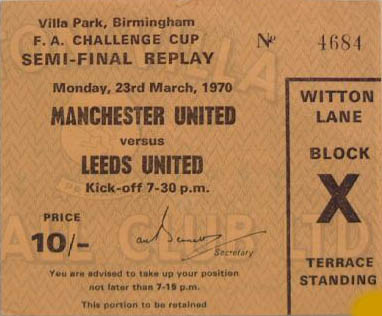 Villa Park, Birmingham
F. A. CHALLENGE CUP
SEMI-FINAL REPLAY
Nº 4684
Monday, 23rd March, 1970
MANCHESTER UNITED
versus
LEEDS UNITED
Kick-off 7-30 p.m.
PRICE
10/-
Secretary
You are advised to take up your position
not later than 7-15 p.m.
This portion to be retained
WITTON
LANE
BLOCK
X
TERRACE
STANDING